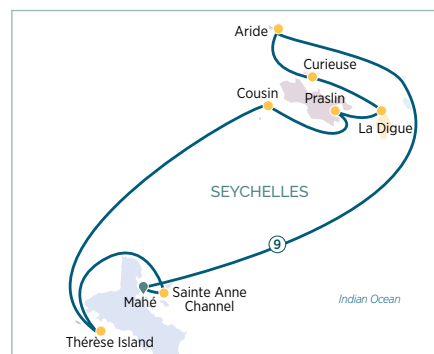 Aride
Curieuse
Cousin
Praslin
La Digue
SEYCHELLES
9
Indian Ocean
Mahé
Sainte Anne
Channel
Thérèse Island